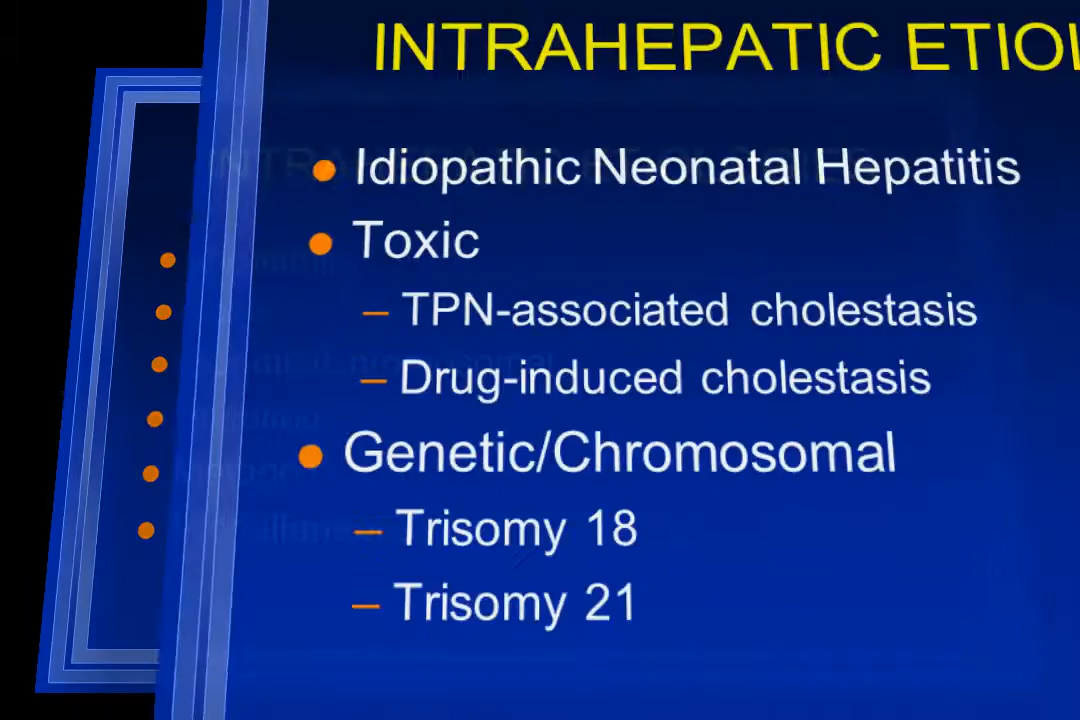 INTRAHEPATIC ETIOL
Idiopathic Neonatal Hepatitis
Toxic
– TPN-associated cholestasis
– Drug-induced cholestasis
Genetic/Chromosomal
– Trisomy 18
– Trisomy 21